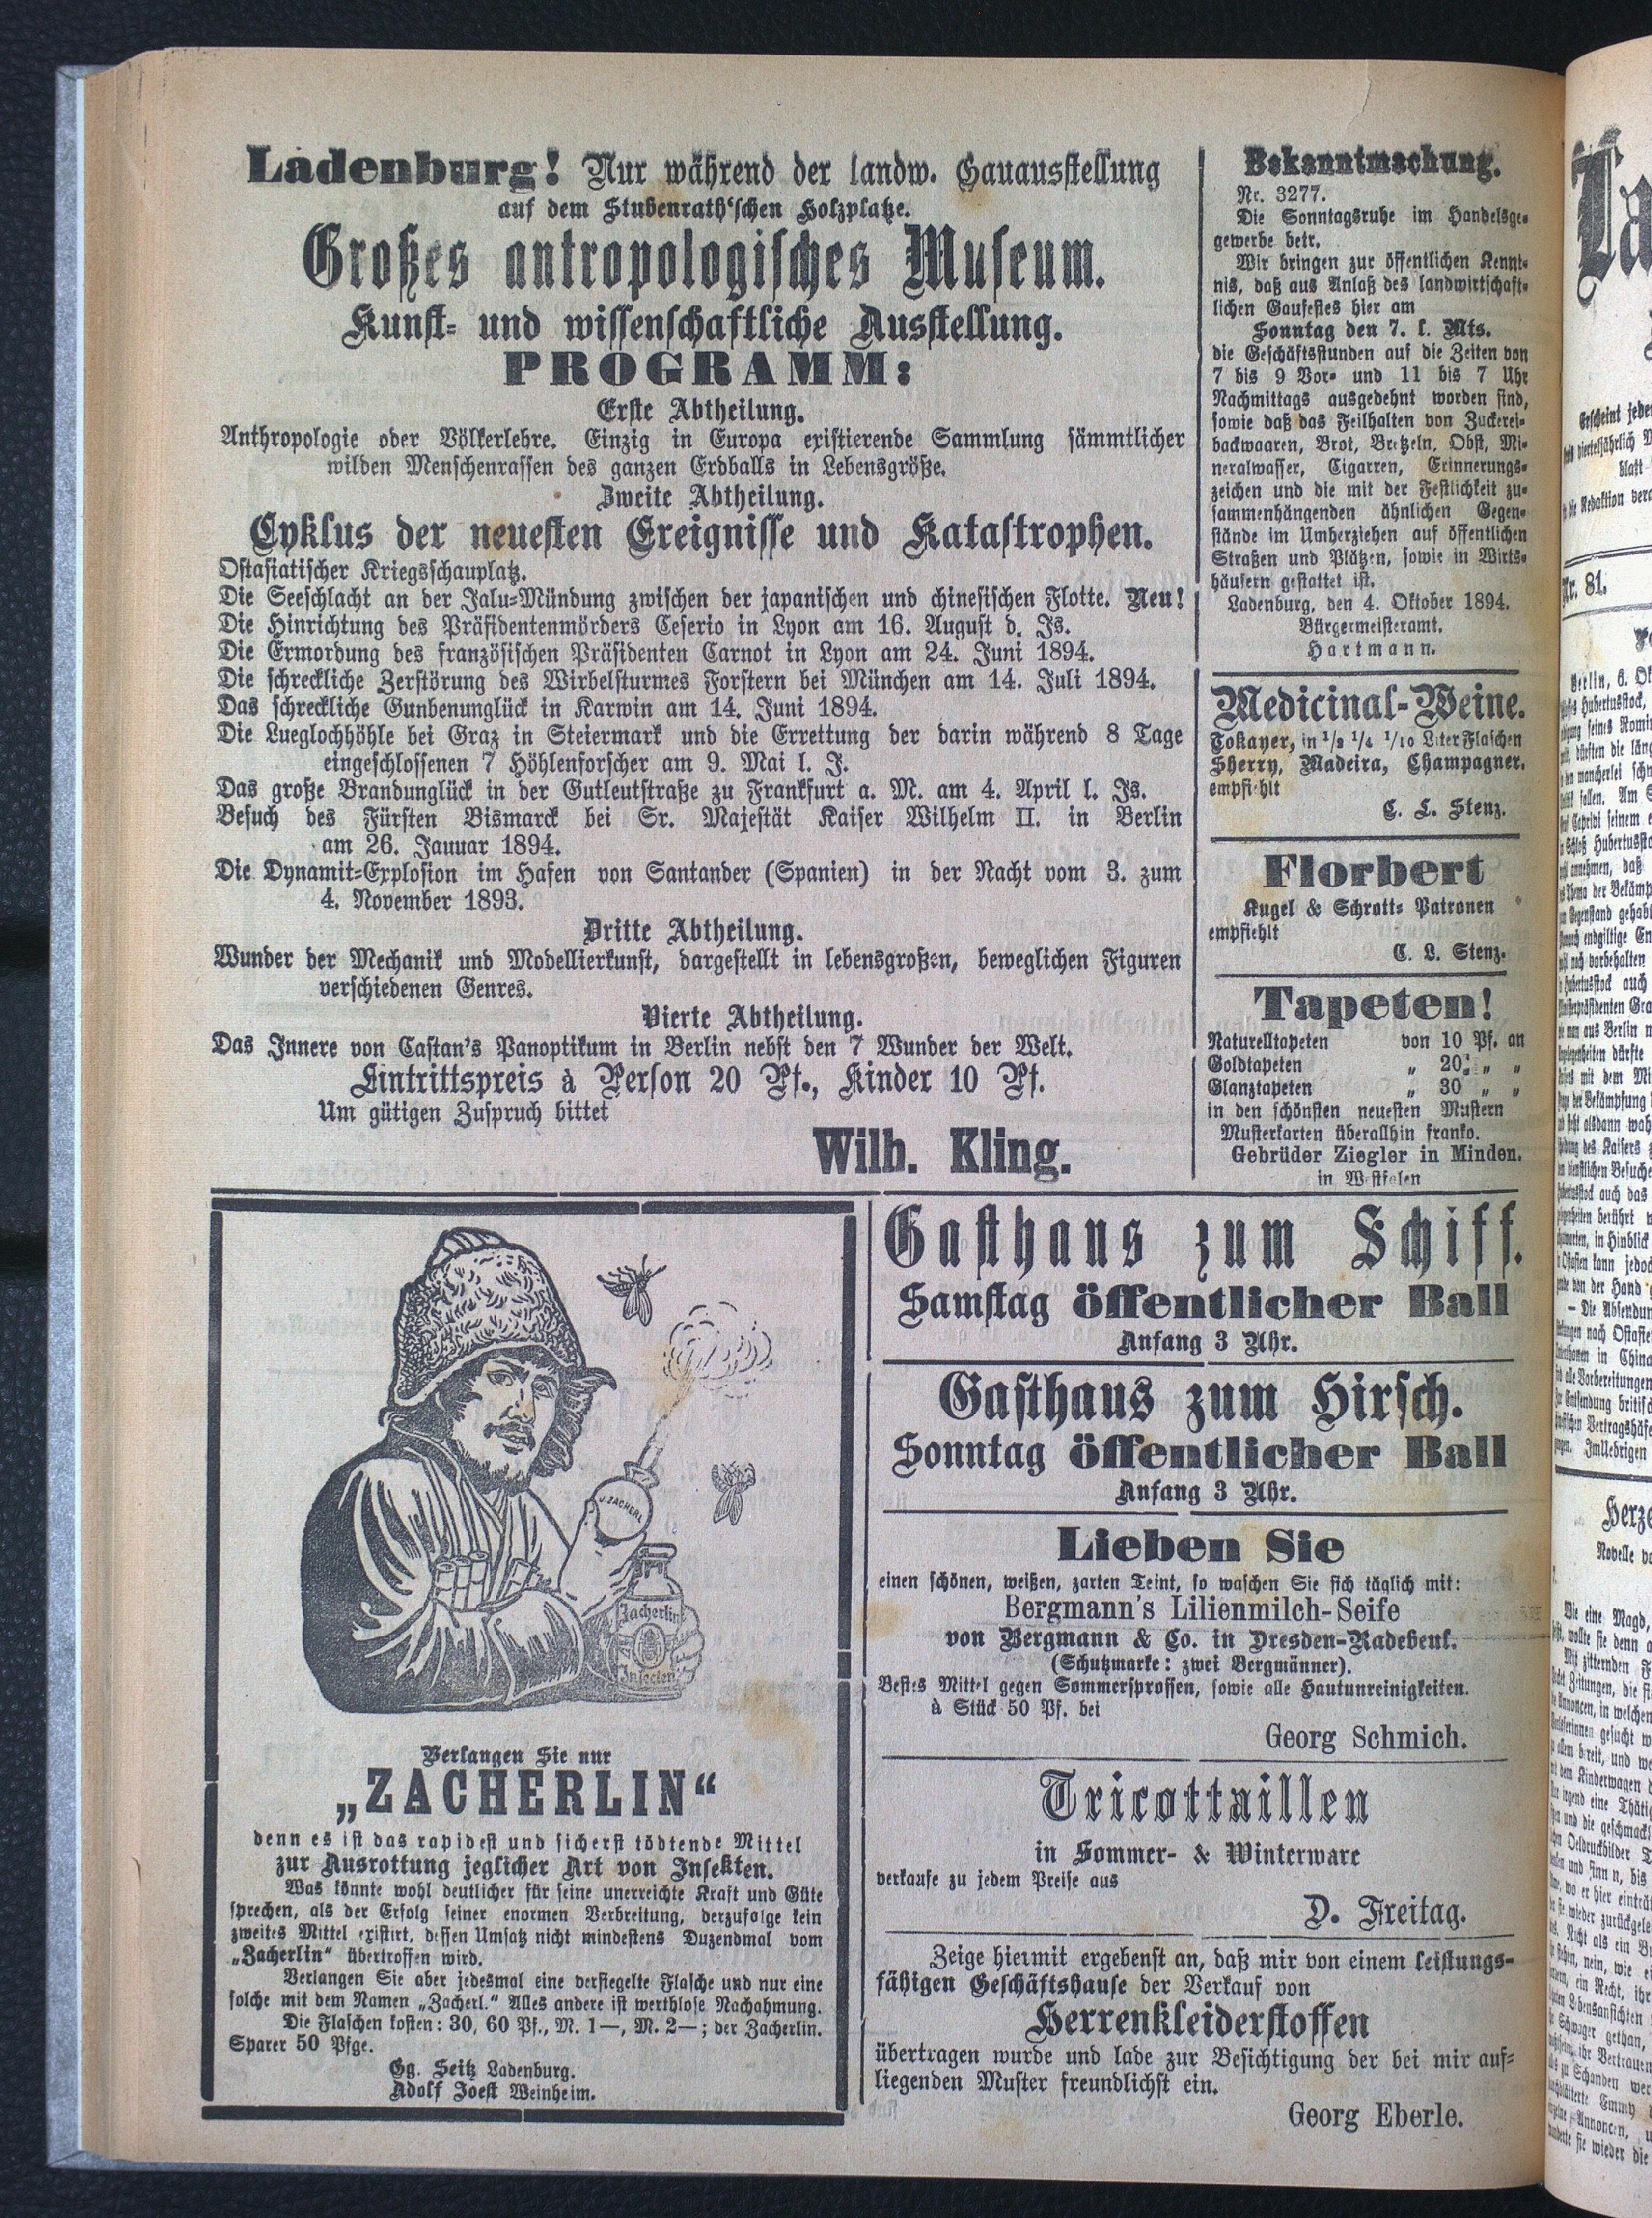 Ladenburg! Nur während der landw. Gauausstellung
auf dem Stubenrath'schen Holzplatze.
Großes antropologisches Museum.
Kunst- und wissenschaftliche Ausstellung.
PROGRAMM:
Erste Abtheilung.
Anthropologie oder Völkerlehre. Einzig in Europa existierende Sammlung sämmtlicher
wilden Menschenrassen des ganzen Erdballs in Lebensgröße.
Zweite Abtheilung.
Cyklus der neuesten Ereignisse und Katastrophen.
Ostasiatischer Kriegsschauplatz.
Die Seeschlacht an der Jalu-Mündung zwischen der japanischen und chinesischen Flotte. Neu!
Die Hinrichtung des Präsidentenmörders Ceserio in Lyon am 16. August d. Js.
Die Ermordung des französischen Präsidenten Carnot in Lyon am 24. Juni 1894.
Die schreckliche Zerstörung des Wirbelsturmes Forstern bei München am 14. Juli 1894.
Das schreckliche Gunbenunglück in Karwin am 14. Juni 1894.
Die Lueglochhöhle bei Graz in Steiermark und die Errettung der darin während 8 Tage
eingeschlossenen 7 Höhlenforscher am 9. Mai l. J.
Das große Brandunglück in der Gutleutstraße zu Frankfurt a. M. am 4. April l. Js.
Besuch des Fürsten Bismarck bei Sr. Majestät Kaiser Wilhelm II. in Berlin
am 26. Januar 1894.
Die Dynamit-Explosion im Hafen von Santander (Spanien) in der Nacht vom 3. zum
4. November 1893.
Dritte Abtheilung.
Wunder der Mechanik und Modellierkunst, dargestellt in lebensgroßen, beweglichen Figuren
verschiedenen Genres.
Vierte Abtheilung.
Das Innere von Castan's Panoptikum in Berlin nebst den 7 Wunder der Welt.
Eintrittspreis à Person 20 Pf., Kinder 10 Pf.
Um gütigen Zuspruch bittet
Wilh. Kling.
Bekanntmachung.
Nr. 3277.
Die Sonntagsruhe im Handelsge-
gewerbe betr.
Wir bringen zur öffentlichen Kennt-
nis, daß aus Anlaß des landwirtschaft-
lichen Gaufestes hier am
Sonntag den 7. l. Mts.
die Geschäftsstunden auf die Zeiten von
7 bis 9 Vor- und 11 bis 7 Uhr
Nachmittags ausgedehnt worden sind,
sowie daß das Feilhalten von Zuckerei-
backwaaren, Brot, Bretzeln, Obst, Mi-
neralwasser, Cigarren, Erinnerungs-
zeichen und die mit der Festlichkeit zu-
sammenhängenden ähnlichen Gegen-
stände im Umherziehen auf öffentlichen
Straßen und Plätzen, sowie in Wirts-
häusern gestattet ist.
Ladenburg, den 4. Oktober 1894.
Bürgermeisteramt.
Hartmann.
Medicinal-Weine.
Tokayer, in 1/2 1/4 1/10 Liter Flaschen
Sherry, Madeira, Champagner.
empfiehlt
C. L. Stenz.
Florbert
Kugel & Schrott- Patronen
empfiehlt
C. L. Stenz.
Tapeten!
Naturelltapeten von 10 Pf. an
Goldtapeten „ 20 „ „
Glanztapeten „ 30 „ „
in den schönsten neuesten Mustern
Musterkarten überallhin franko.
Gebrüder Ziegler in Minden.
in Westfalen
J. ZACHERL
Zacherlin
Insecten
Verlangen Sie nur
„ZACHERLIN“
denn es ist das rapidest und sicherst tödtende Mittel
zur Ausrottung jeglicher Art von Insekten.
Was könnte wohl deutlicher für seine unerreichte Kraft und Güte
sprechen, als der Erfolg seiner enormen Verbreitung, derzufolge kein
zweites Mittel existirt, dessen Umsatz nicht mindestens Duzendmal vom
„Zacherlin“ übertroffen wird.
Verlangen Sie aber jedesmal eine versiegelte Flasche und nur eine
solche mit dem Namen „Zacherl.“ Alles andere ist werthlose Nachahmung.
Die Flaschen kosten: 30, 60 Pf., M. 1—, M. 2—; der Zacherlin.
Sparer 50 Pfge.
Gg. Seitz Ladenburg.
Adolf Joest Weinheim.
Gasthaus zum Schiff.
Samstag öffentlicher Ball
Anfang 3 Uhr.
Gasthaus zum Hirsch.
Sonntag öffentlicher Ball
Anfang 3 Uhr.
Lieben Sie
einen schönen, weißen, zarten Teint, so waschen Sie sich täglich mit:
Bergmann's Lilienmilch-Seife
von Bergmann & Co. in Dresden-Radebeul.
(Schutzmarke: zwei Bergmänner).
Bestes Mittel gegen Sommersprossen, sowie alle Hautunreinigkeiten.
à Stück 50 Pf. bei
Georg Schmich.
Tricottaillen
in Sommer- & Winterware
verkaufe zu jedem Preise aus
D. Freitag.
Zeige hiermit ergebenst an, daß mir von einem leistungs-
fähigen Geschäftshause der Verkauf von
Herrenkleiderstoffen
übertragen wurde und lade zur Besichtigung der bei mir auf-
liegenden Muster freundlichst ein.
Georg Eberle.
Nr. 81.
Berlin, 6. Ok